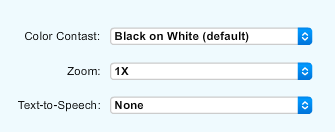 Color Contast: Black on White (default)
Zoom: 1X
Text-to-Speech: None